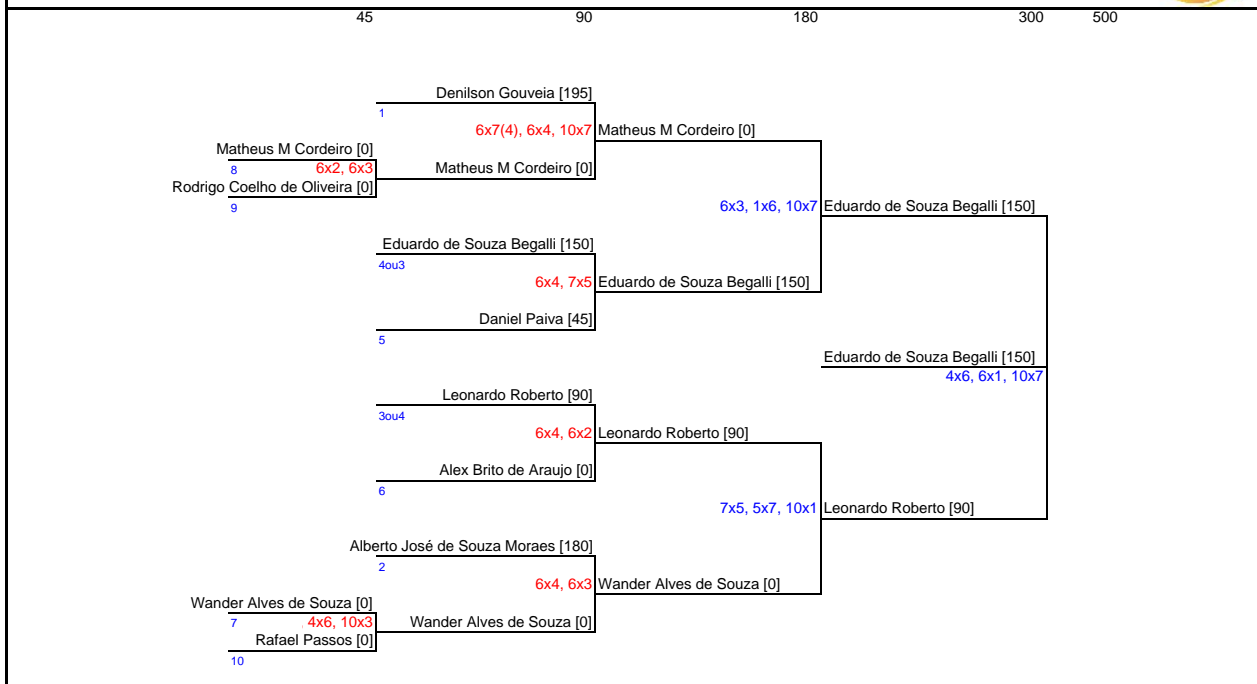 45 90 180 300 500
Denilson Gouveia [195]
1
6x7(4), 6x4, 10x7 Matheus M Cordeiro [0]
Matheus M Cordeiro [0]
8 6x2, 6x3 Matheus M Cordeiro [0]
Rodrigo Coelho de Oliveira [0]
9
6x3, 1x6, 10x7 Eduardo de Souza Begalli [150]
Eduardo de Souza Begalli [150]
4ou3
6x4, 7x5 Eduardo de Souza Begalli [150]
Daniel Paiva [45]
5
Eduardo de Souza Begalli [150]
4x6, 6x1, 10x7
Leonardo Roberto [90]
3ou4
6x4, 6x2 Leonardo Roberto [90]
Alex Brito de Araujo [0]
6
7x5, 5x7, 10x1 Leonardo Roberto [90]
Alberto José de Souza Moraes [180]
2
6x4, 6x3 Wander Alves de Souza [0]
Wander Alves de Souza [0]
7 , 4x6, 10x3 Wander Alves de Souza [0]
Rafael Passos [0]
10